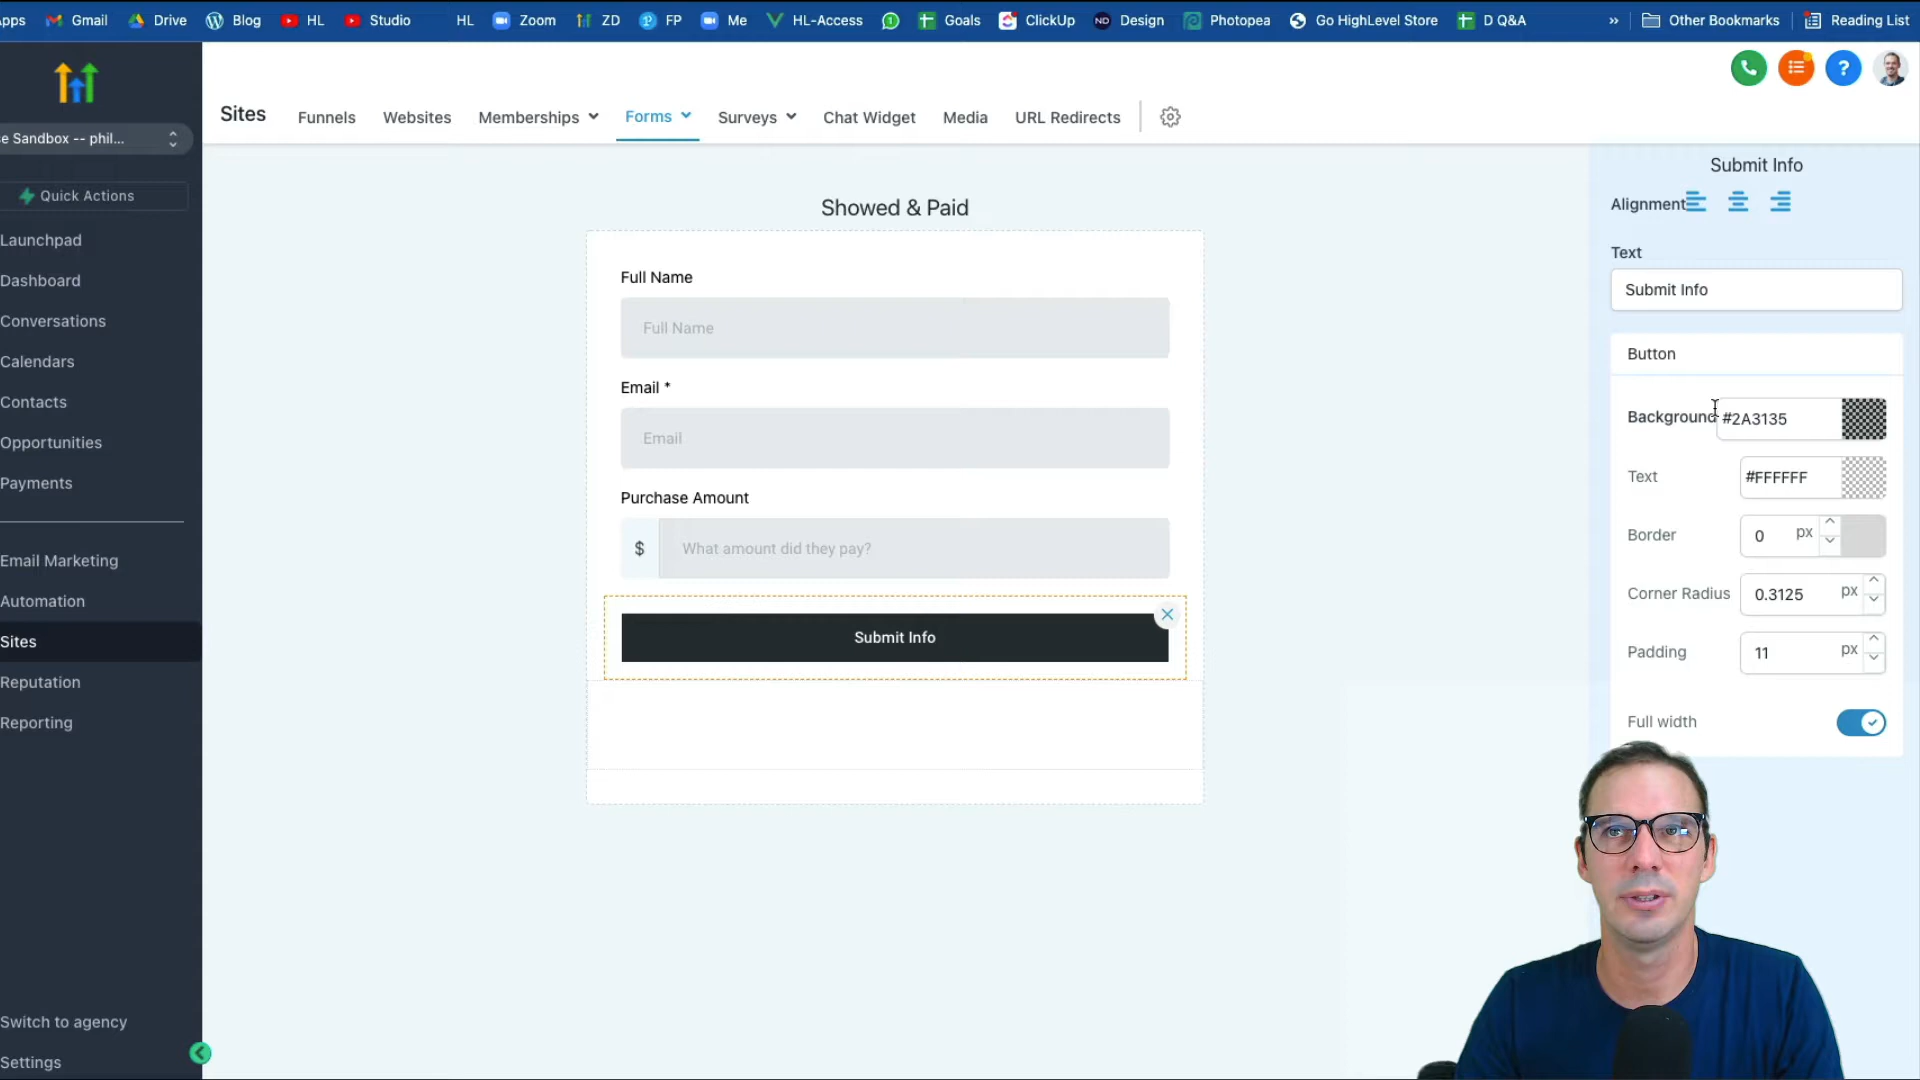 pps
Gmail
Drive
Blog
HL
Studio
HL
Zoom
ZD
FP
Me
HL-Access
1
Goals
ClickUp
ND
Design
Photopea
Go HighLevel Store
D Q&A
»
Other Bookmarks
Reading List
e Sandbox -- phil...
Quick Actions
Launchpad
Dashboard
Conversations
Calendars
Contacts
Opportunities
Payments
Email Marketing
Automation
Sites
Reputation
Reporting
Switch to agency
Settings
Sites
Funnels
Websites
Memberships
Forms
Surveys
Chat Widget
Media
URL Redirects
?
Showed & Paid
Full Name
Full Name
Email *
Email
Purchase Amount
$ What amount did they pay?
Submit Info
Submit Info
Alignment
Text
Submit Info
Button
Background #2A3135
Text #FFFFFF
Border 0 px
Corner Radius 0.3125 px
Padding 11 px
Full width